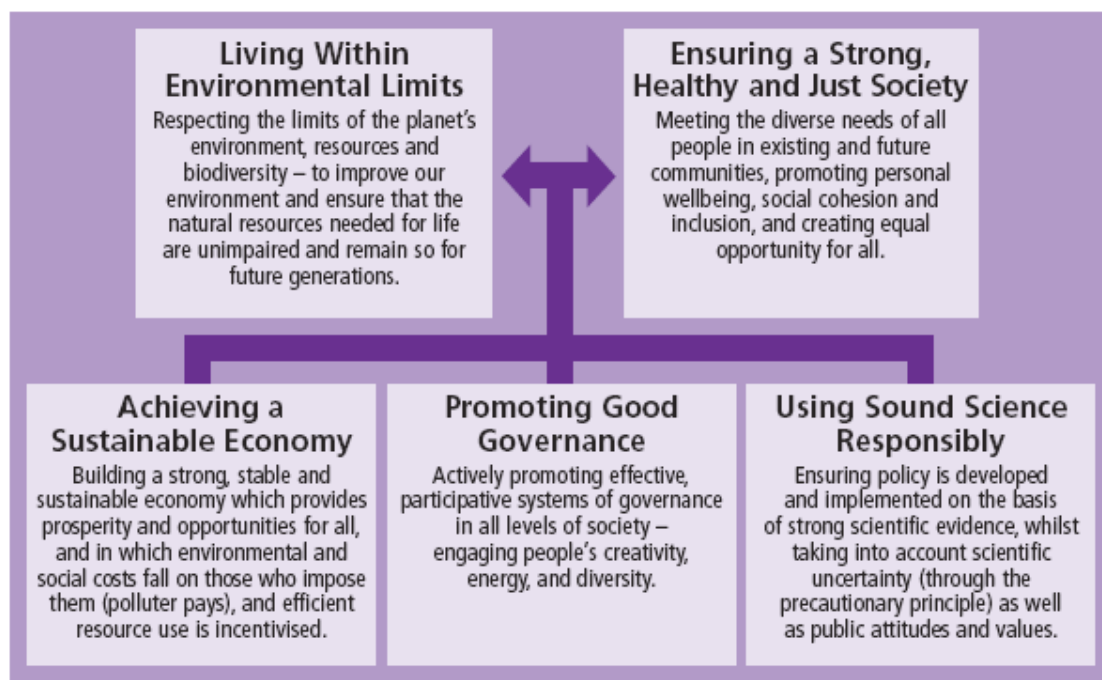 Living Within
Environmental Limits
Respecting the limits of the planet's
environment, resources and
biodiversity – to improve our
environment and ensure that the
natural resources needed for life
are unimpaired and remain so for
future generations.
Ensuring a Strong,
Healthy and Just Society
Meeting the diverse needs of all
people in existing and future
communities, promoting personal
wellbeing, social cohesion and
inclusion, and creating equal
opportunity for all.
Achieving a
Sustainable Economy
Building a strong, stable and
sustainable economy which provides
prosperity and opportunities for all,
and in which environmental and
social costs fall on those who impose
them (polluter pays), and efficient
resource use is incentivised.
Promoting Good
Governance
Actively promoting effective,
participative systems of governance
in all levels of society –
engaging people's creativity,
energy, and diversity.
Using Sound Science
Responsibly
Ensuring policy is developed
and implemented on the basis
of strong scientific evidence, whilst
taking into account scientific
uncertainty (through the
precautionary principle) as well
as public attitudes and values.